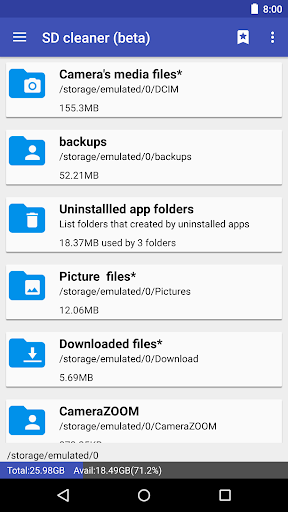 8:00
SD cleaner (beta)
Camera's media files*
/storage/emulated/0/DCIM
155.3MB
backups
/storage/emulated/0/backups
52.21MB
Uninstallled app folders
List folders that created by uninstalled apps
18.37MB used by 3 folders
Picture  files*
/storage/emulated/0/Pictures
12.06MB
Downloaded files*
/storage/emulated/0/Download
5.69MB
CameraZOOM
/storage/emulated/0/CameraZOOM
/storage/emulated/0
Total:25.98GB Avail:18.49GB(71.2%)